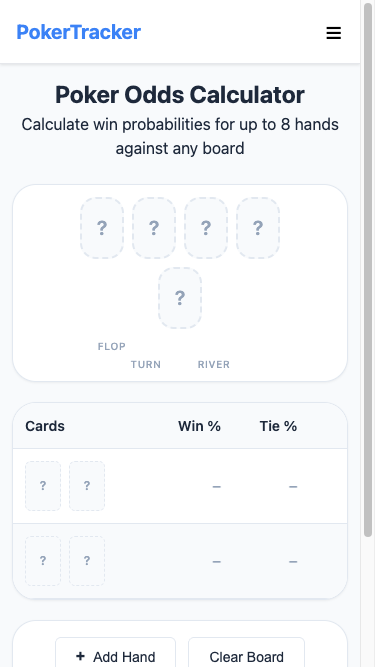 PokerTracker
Poker Odds Calculator
Calculate win probabilities for up to 8 hands
against any board
? ? ? ?
?
FLOP
TURN RIVER
Cards Win % Tie %
? ? – –
? ? – –
+ Add Hand Clear Board